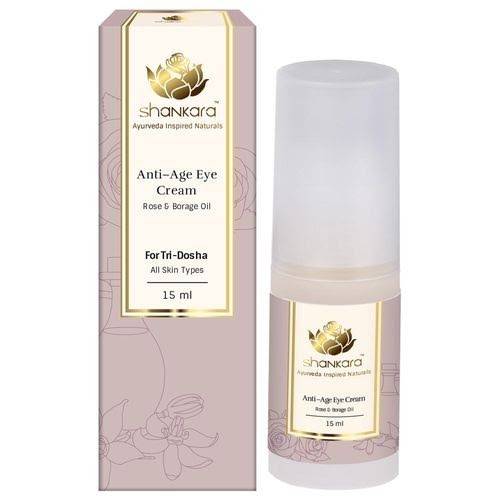 shankara™
Ayurveda Inspired Naturals
Anti-Age Eye
Cream
Rose & Borage Oil
For Tri-Dosha
All Skin Types
15 ml
shankara™
Ayurveda Inspired Naturals
Anti-Age Eye Cream
Rose & Borage Oil
15 ml